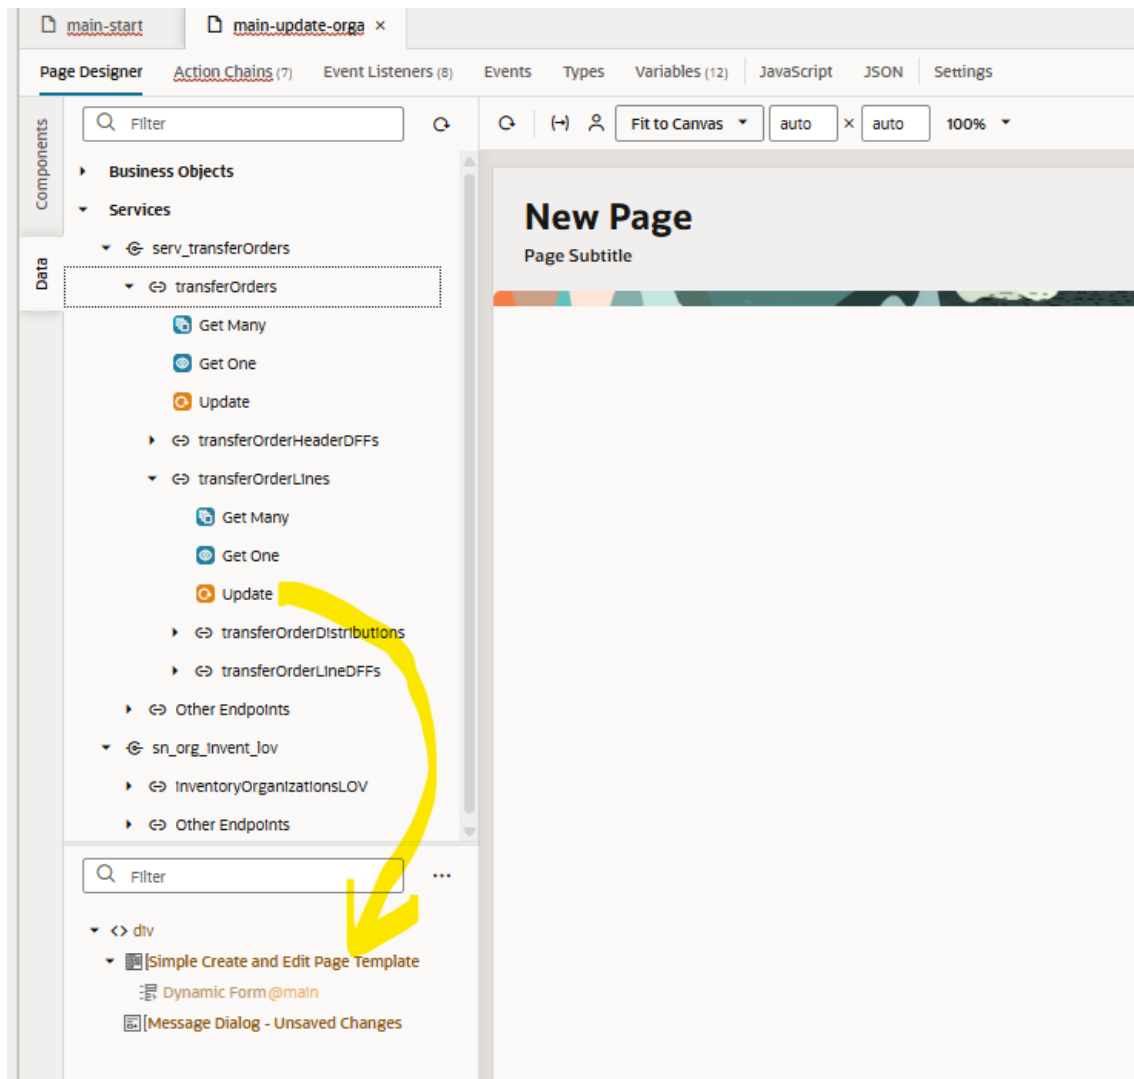 main-start
main-update-orga ×
Page Designer Action Chains (7) Event Listeners (8) Events Types Variables (12) JavaScript JSON Settings
Components
Data
Filter
Fit to Canvas auto × auto 100%
Business Objects
Services
serv_transferOrders
transferOrders
Get Many
Get One
Update
transferOrderHeaderDFFs
transferOrderLines
Get Many
Get One
Update
transferOrderDistributions
transferOrderLineDFFs
Other Endpoints
sn_org_invent_lov
inventoryOrganizationsLOV
Other Endpoints
Filter
<> div
[Simple Create and Edit Page Template
Dynamic Form @main
[Message Dialog - Unsaved Changes
New Page
Page Subtitle